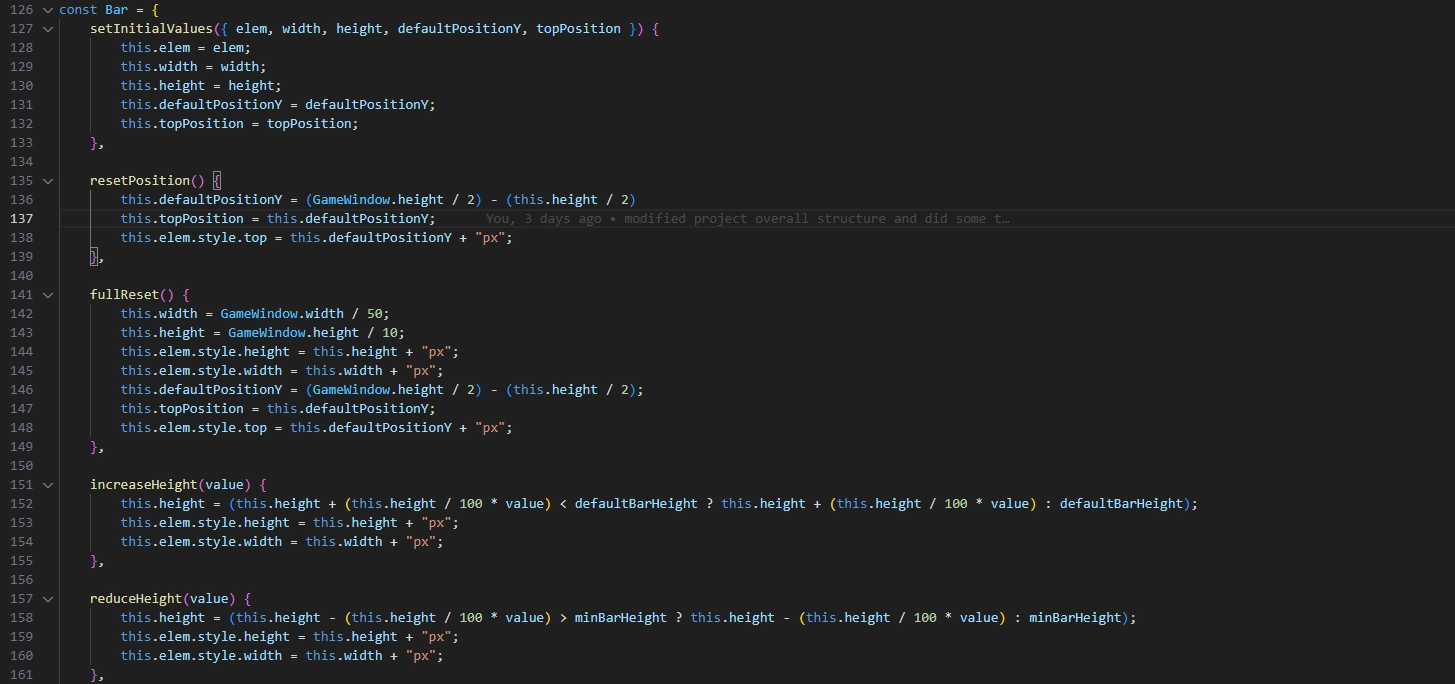 126 const Bar = {
127 setInitialValues({ elem, width, height, defaultPositionY, topPosition }) {
128 this.elem = elem;
129 this.width = width;
130 this.height = height;
131 this.defaultPositionY = defaultPositionY;
132 this.topPosition = topPosition;
133 },
134
135 resetPosition() {
136 this.defaultPositionY = (GameWindow.height / 2) - (this.height / 2)
137 this.topPosition = this.defaultPositionY; You, 3 days ago • modified project overall structure and did some t…
138 this.elem.style.top = this.defaultPositionY + "px";
139 },
140
141 fullReset() {
142 this.width = GameWindow.width / 50;
143 this.height = GameWindow.height / 10;
144 this.elem.style.height = this.height + "px";
145 this.elem.style.width = this.width + "px";
146 this.defaultPositionY = (GameWindow.height / 2) - (this.height / 2);
147 this.topPosition = this.defaultPositionY;
148 this.elem.style.top = this.defaultPositionY + "px";
149 },
150
151 increaseHeight(value) {
152 this.height = (this.height + (this.height / 100 * value) < defaultBarHeight ? this.height + (this.height / 100 * value) : defaultBarHeight);
153 this.elem.style.height = this.height + "px";
154 this.elem.style.width = this.width + "px";
155 },
156
157 reduceHeight(value) {
158 this.height = (this.height - (this.height / 100 * value) > minBarHeight ? this.height - (this.height / 100 * value) : minBarHeight);
159 this.elem.style.height = this.height + "px";
160 this.elem.style.width = this.width + "px";
161 },